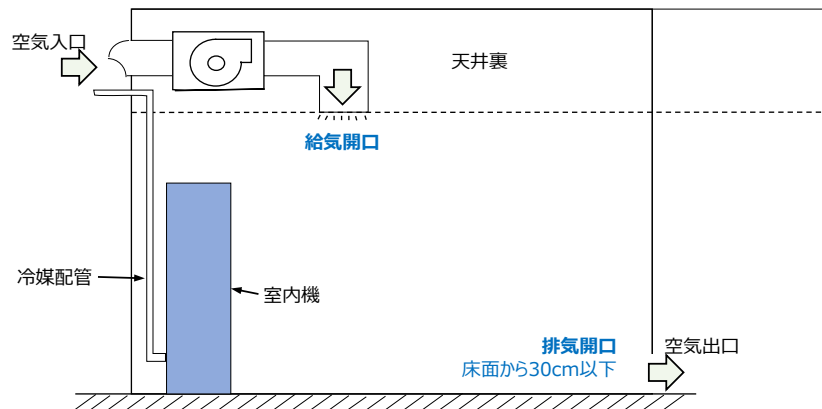 空気入口
天井裏
給気開口
冷媒配管
室内機
排気開口
床面から30cm以下
空気出口